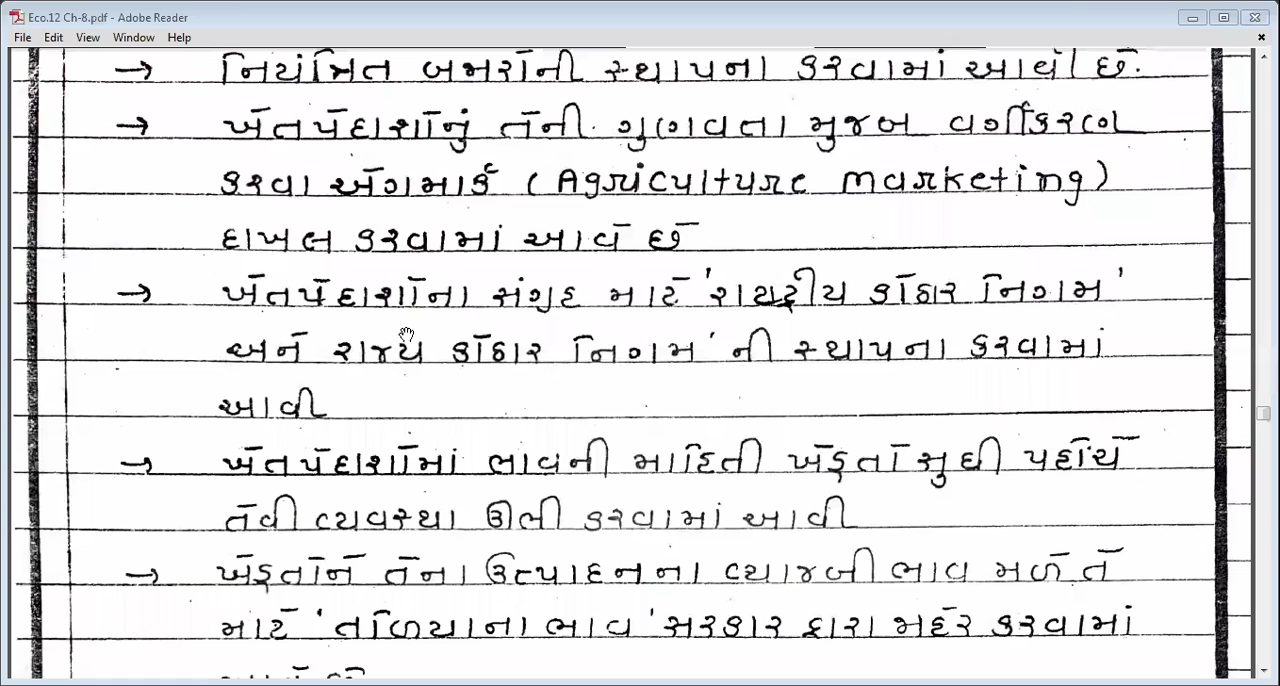 Eco.12 Ch-8.pdf - Adobe Reader
File Edit View Window Help
→ નિયંત્રિત બજારોની સ્થાપના કરવામાં આવી છે.
→ ખેતપેદાશોનું તેની ગુણવતા મુજબ વર્ગીકરણ
કરવા એગમાર્ક (Agriculture Marketing)
દાખલ કરવામાં આવે છે
→ ખેતપેદાશોના સંગ્રહ માટે 'રાષ્ટ્રીય કોઠાર નિગમ'
અને રાજ્ય કોઠાર નિગમ' ની સ્થાપના કરવામાં
આવી
→ ખેતપેદાશોમાં ભાવની માહિતી ખેડૂતો સુધી પહોંચે
તેવી વ્યવસ્થા ઊભી કરવામાં આવી
→ ખેડૂતોને તેના ઉત્પાદનના વ્યાજબી ભાવ મળે તે
માટે 'તળિયાના ભાવ' સરકાર દ્વારા જાહેર કરવામાં